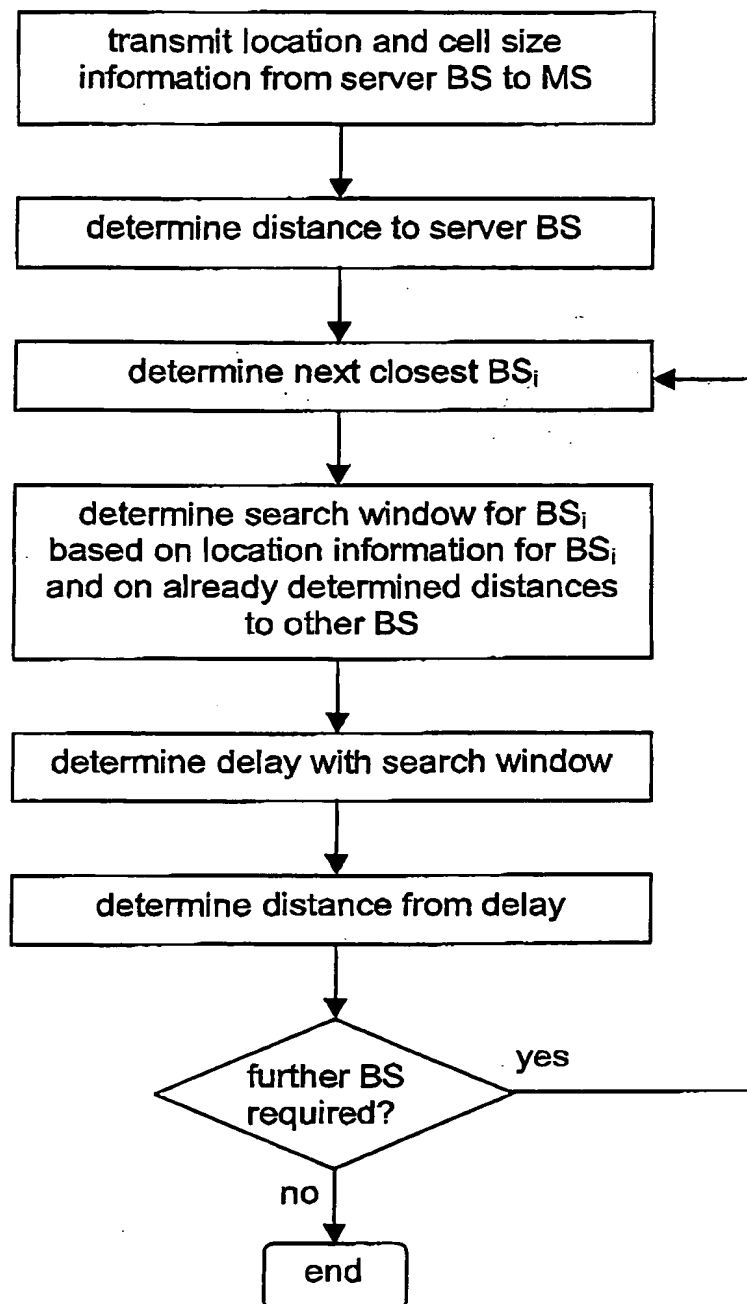 transmit location and cell size
information from server BS to MS
determine distance to server BS
determine next closest BSi
determine search window for BSi
based on location information for BSi
and on already determined distances
to other BS
determine delay with search window
determine distance from delay
further BS
required?
yes
no
end